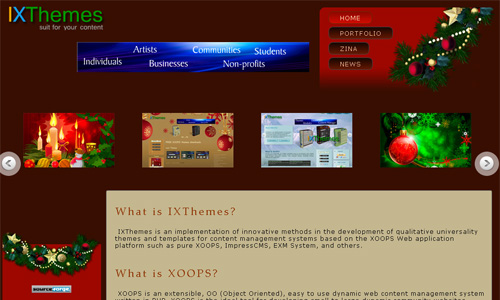 IXThemes
suit for your content
HOME
PORTFOLIO
ZINA
NEWS
Artists
Communities
Students
Individuals
Businesses
Non-profits
What is IXThemes?
IXThemes is an implementation of innovative methods in the development of qualitative universality
themes and templates for content management systems based on the XOOPS Web application
platform such as pure XOOPS, ImpressCMS, EXM System, and others.
What is XOOPS?
XOOPS is an extensible, OO (Object Oriented), easy to use dynamic web content management system
sourceforge